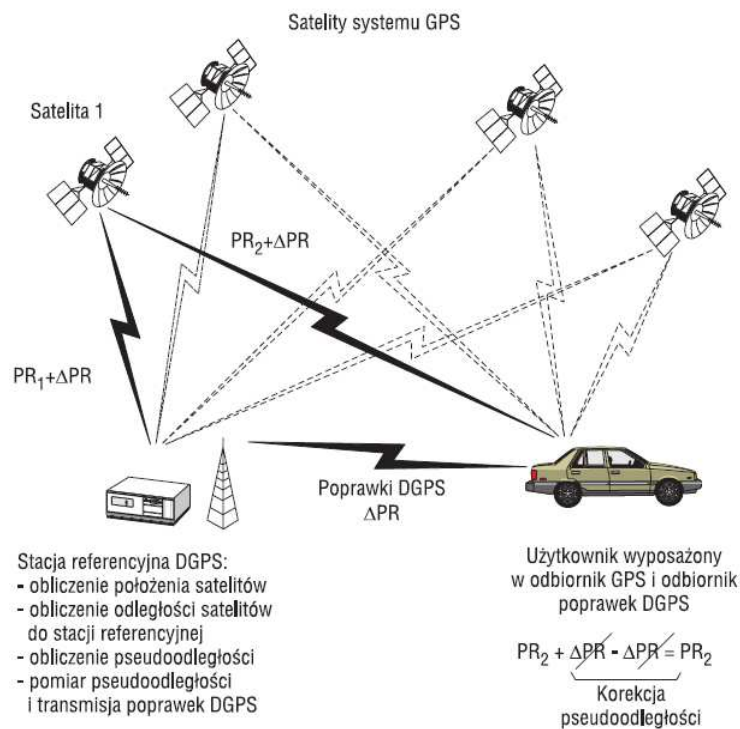 Satelity systemu GPS
Satelita 1
PR₂+ΔPR
PR₁+ΔPR
Poprawki DGPS
ΔPR
Stacja referencyjna DGPS:
- obliczenie położenia satelitów
- obliczenie odległości satelitów
do stacji referencyjnej
- obliczenie pseudoodległości
- pomiar pseudoodległości
i transmisja poprawek DGPS
Użytkownik wyposażony
w odbiornik GPS i odbiornik
poprawek DGPS
PR₂ + ΔPR - ΔPR = PR₂
Korekcja
pseudoodległości